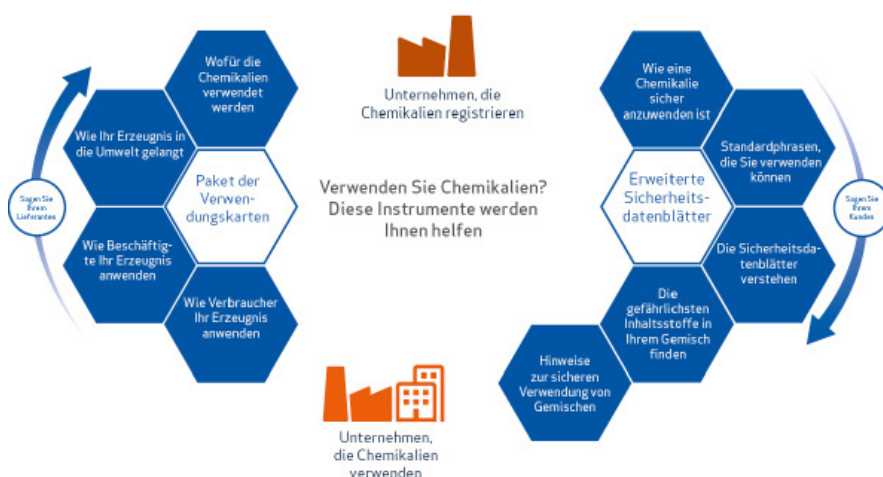 Wofür die
Chemikalien
verwendet
werden
Wie Ihr Erzeugnis in
die Umwelt gelangt
Paket der
Verwen-
dungskarten
Sagen Sie
Ihrem
Lieferanten
Wie Beschäftig-
te Ihr Erzeugnis
anwenden
Wie Verbraucher
Ihr Erzeugnis
anwenden
Unternehmen, die
Chemikalien registrieren
Verwenden Sie Chemikalien?
Diese Instrumente werden
Ihnen helfen
Unternehmen,
die Chemikalien
verwenden
Wie eine
Chemikalie
sicher
anzuwenden ist
Standardphrasen,
die Sie verwenden
können
Erweiterte
Sicherheits-
datenblätter
Sagen Sie
Ihrem
Kundes
Die Sicherheitsda-
tenblätter
verstehen
Die
gefährlichsten
Inhaltsstoffe in
Ihrem Gemisch
finden
Hinweise
zur sicheren
Verwendung von
Gemischen